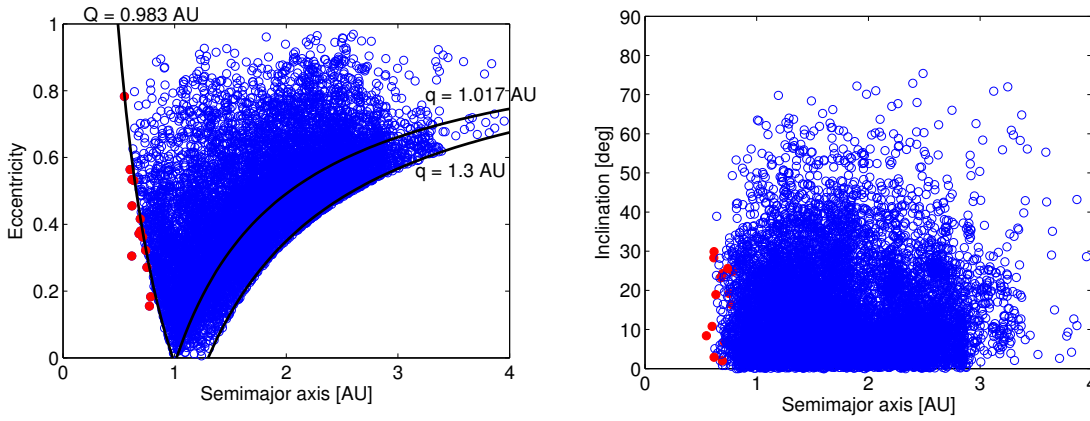 Q = 0.983 AU
1
0.8
0.6
0.4
0.2
0
Eccentricity
q = 1.017 AU
q = 1.3 AU
0 1 2 3 4
Semimajor axis [AU]
90
80
70
60
50
40
30
20
10
0
Inclination [deg]
0 1 2 3 4
Semimajor axis [AU]